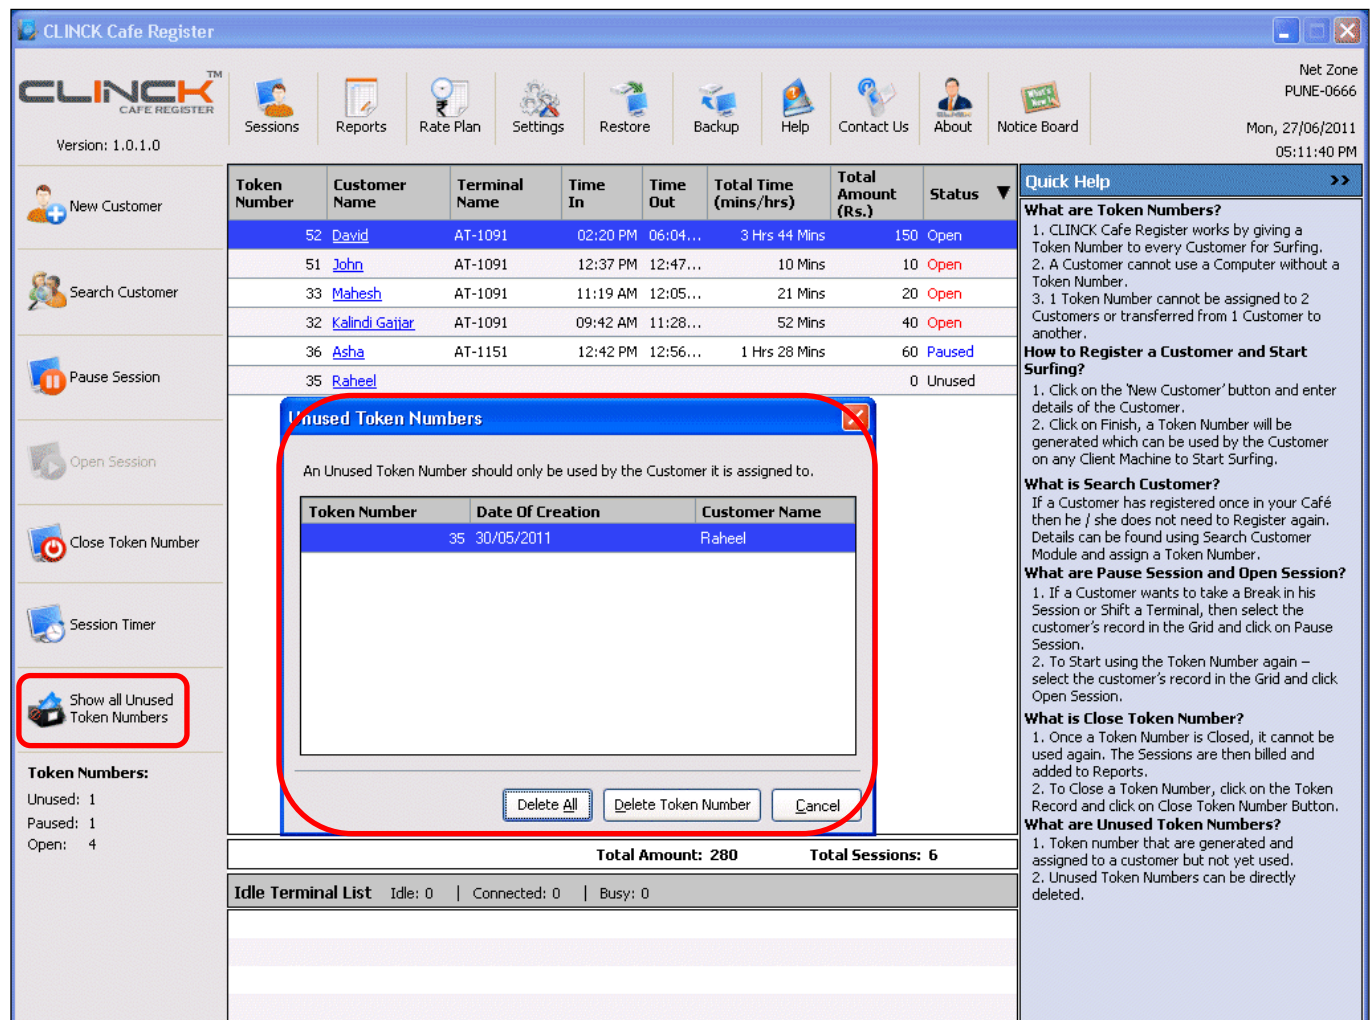 CLINCK Cafe Register
CLINCK TM
CAFE REGISTER
Version: 1.0.1.0
Sessions
Reports
Rate Plan
Settings
Restore
Backup
Help
Contact Us
About
Notice Board
Net Zone
PUNE-0666
Mon, 27/06/2011
05:11:40 PM
New Customer
Search Customer
Pause Session
Open Session
Close Token Number
Session Timer
Show all Unused
Token Numbers
Token Numbers:
Unused: 1
Paused: 1
Open: 4
Token Number Customer Name Terminal Name Time In Time Out Total Time (mins/hrs) Total Amount (Rs.) Status
52 David AT-1091 02:20 PM 06:04... 3 Hrs 44 Mins 150 Open
51 John AT-1091 12:37 PM 12:47... 10 Mins 10 Open
33 Mahesh AT-1091 11:19 AM 12:05... 21 Mins 20 Open
32 Kalindi Gajjar AT-1091 09:42 AM 11:28... 52 Mins 40 Open
36 Asha AT-1151 12:42 PM 12:56... 1 Hrs 28 Mins 60 Paused
35 Raheel 0 Unused
Unused Token Numbers
An Unused Token Number should only be used by the Customer it is assigned to.
Token Number Date Of Creation Customer Name
35 30/05/2011 Raheel
Delete All Delete Token Number Cancel
Total Amount: 280 Total Sessions: 6
Idle Terminal List Idle: 0 | Connected: 0 | Busy: 0
Quick Help >>
What are Token Numbers?
1. CLINCK Cafe Register works by giving a
Token Number to every Customer for Surfing.
2. A Customer cannot use a Computer without a
Token Number.
3. 1 Token Number cannot be assigned to 2
Customers or transferred from 1 Customer to
another.
How to Register a Customer and Start
Surfing?
1. Click on the 'New Customer' button and enter
details of the Customer.
2. Click on Finish, a Token Number will be
generated which can be used by the Customer
on any Client Machine to Start Surfing.
What is Search Customer?
If a Customer has registered once in your Café
then he / she does not need to Register again.
Details can be found using Search Customer
Module and assign a Token Number.
What are Pause Session and Open Session?
1. If a Customer wants to take a Break in his
Session or Shift a Terminal, then select the
customer's record in the Grid and click on Pause
Session.
2. To Start using the Token Number again –
select the customer's record in the Grid and click
Open Session.
What is Close Token Number?
1. Once a Token Number is Closed, it cannot be
used again. The Sessions are then billed and
added to Reports.
2. To Close a Token Number, click on the Token
Record and click on Close Token Number Button.
What are Unused Token Numbers?
1. Token number that are generated and
assigned to a customer but not yet used.
2. Unused Token Numbers can be directly
deleted.